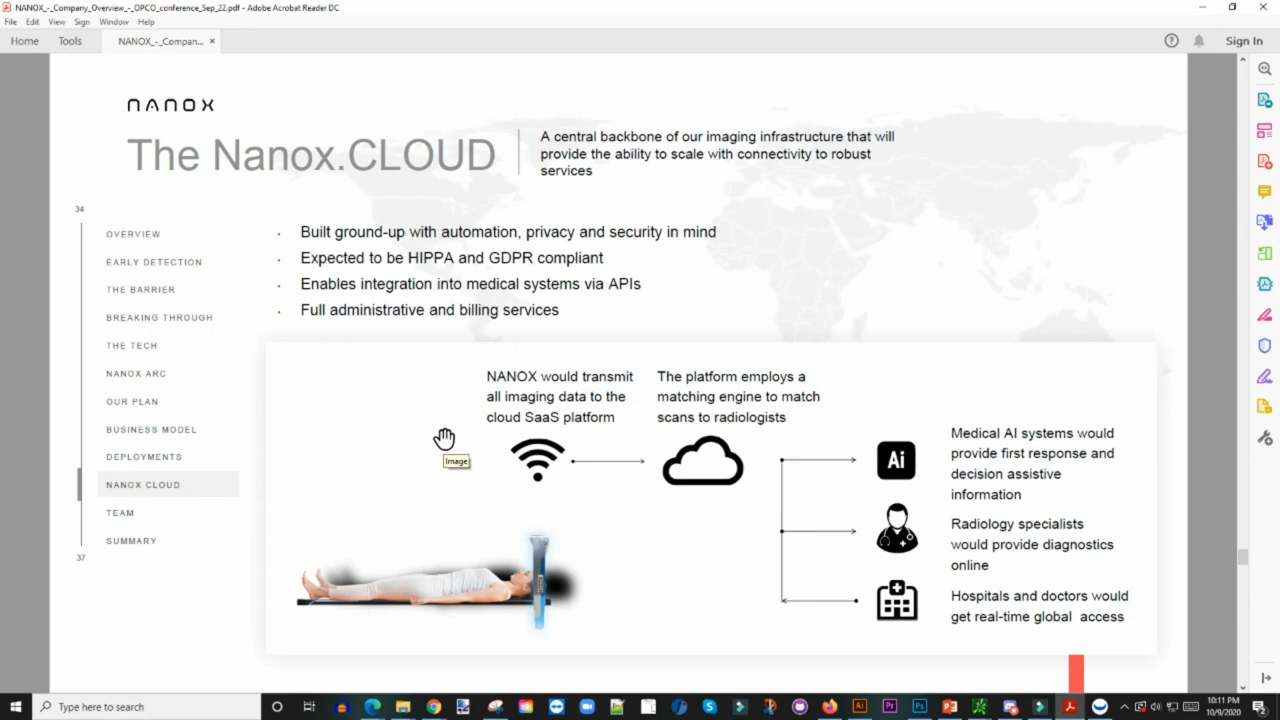 NANOX_-_Company_Overview_-_OPCO_conference_Sep_22.pdf - Adobe Acrobat Reader DC
File Edit View Sign Window Help
Home Tools NANOX_-_Compan... × Sign In
NANOX
The Nanox.CLOUD
A central backbone of our imaging infrastructure that will
provide the ability to scale with connectivity to robust
services
34
OVERVIEW
EARLY DETECTION
THE BARRIER
BREAKING THROUGH
THE TECH
NANOX ARC
OUR PLAN
BUSINESS MODEL
DEPLOYMENTS
NANOX CLOUD
TEAM
SUMMARY
37
· Built ground-up with automation, privacy and security in mind
· Expected to be HIPPA and GDPR compliant
· Enables integration into medical systems via APIs
· Full administrative and billing services
NANOX would transmit
all imaging data to the
cloud SaaS platform
The platform employs a
matching engine to match
scans to radiologists
Image
Ai
Medical AI systems would
provide first response and
decision assistive
information
Radiology specialists
would provide diagnostics
online
Hospitals and doctors would
get real-time global access
Type here to search
Ai Pr Ps
10:11 PM
10/9/2020
2